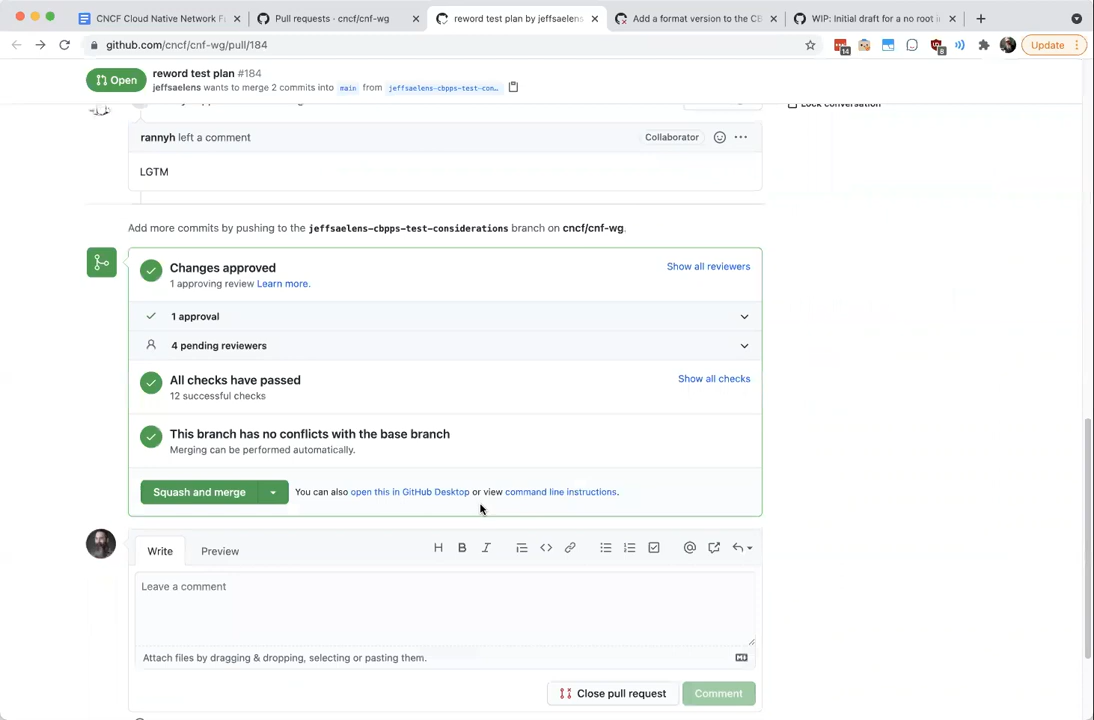 CNCF Cloud Native Network F
Pull requests · cncf/cnf-wg
reword test plan by jeffsaelens
Add a format version to the CB
WIP: Initial draft for a no root i
github.com/cncf/cnf-wg/pull/184
14
8
Update
Open
reword test plan #184
jeffsaelens wants to merge 2 commits into main from jeffsaelens-cbpps-test-con…
Lock conversation
rannyh left a comment
Collaborator
LGTM
Add more commits by pushing to the jeffsaelens-cbpps-test-considerations branch on cncf/cnf-wg.
Changes approved
Show all reviewers
1 approving review Learn more.
1 approval
4 pending reviewers
All checks have passed
Show all checks
12 successful checks
This branch has no conflicts with the base branch
Merging can be performed automatically.
Squash and merge
You can also open this in GitHub Desktop or view command line instructions.
Write
Preview
Leave a comment
Attach files by dragging & dropping, selecting or pasting them.
Close pull request
Comment